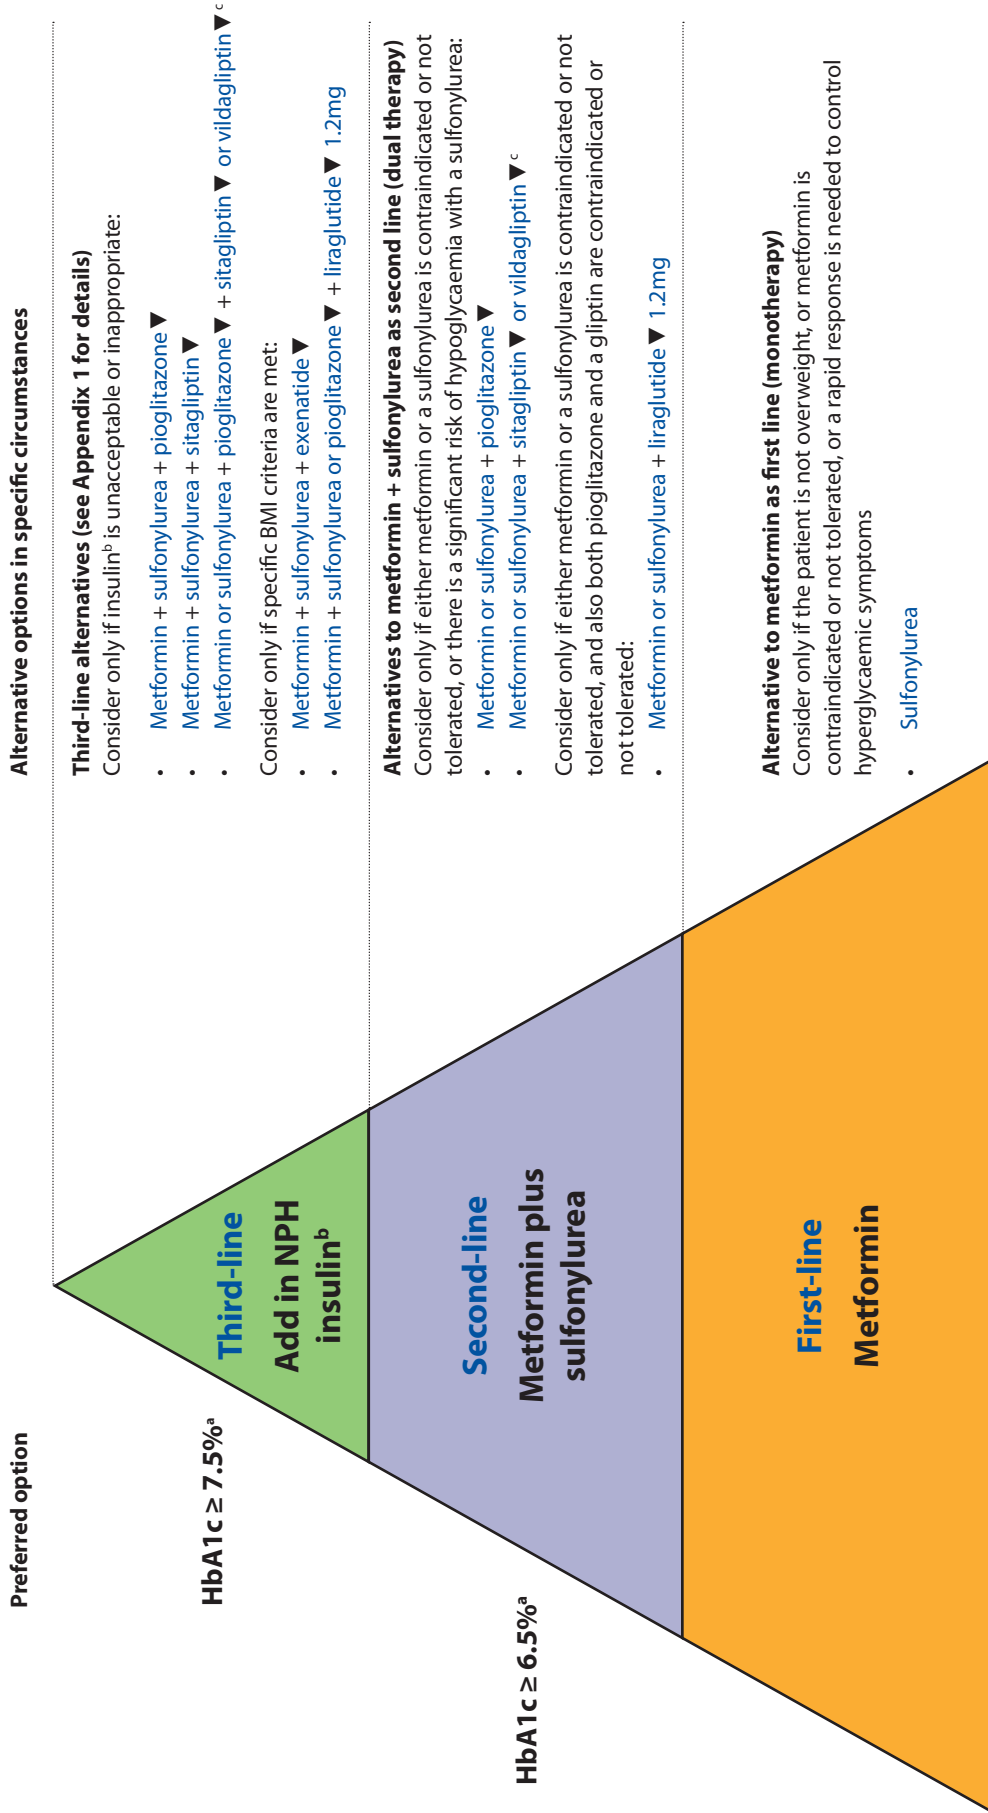 Preferred option
Alternative options in specific circumstances
HbA1c ≥ 7.5%ᵃ
Third-line
Add in NPH
insulinᵇ
Third-line alternatives (see Appendix 1 for details)
Consider only if insulinᵇ is unacceptable or inappropriate:
• Metformin + sulfonylurea + pioglitazone ▼
• Metformin + sulfonylurea + sitagliptin ▼
• Metformin or sulfonylurea + pioglitazone ▼ + sitagliptin ▼ or vildagliptin ▼ ᶜ
Consider only if specific BMI criteria are met:
• Metformin + sulfonylurea + exenatide ▼
• Metformin + sulfonylurea or pioglitazone ▼ + liraglutide ▼ 1.2mg
HbA1c ≥ 6.5%ᵃ
Second-line
Metformin plus
sulfonylurea
Alternatives to metformin + sulfonylurea as second line (dual therapy)
Consider only if either metformin or a sulfonylurea is contraindicated or not
tolerated, or there is a significant risk of hypoglycaemia with a sulfonylurea:
• Metformin or sulfonylurea + pioglitazone ▼
• Metformin or sulfonylurea + sitagliptin ▼ or vildagliptin ▼ ᶜ
Consider only if either metformin or a sulfonylurea is contraindicated or not
tolerated, and also both pioglitazone and a gliptin are contraindicated or
not tolerated:
• Metformin or sulfonylurea + liraglutide ▼ 1.2mg
First-line
Metformin
Alternative to metformin as first line (monotherapy)
Consider only if the patient is not overweight, or metformin is
contraindicated or not tolerated, or a rapid response is needed to control
hyperglycaemic symptoms
• Sulfonylurea